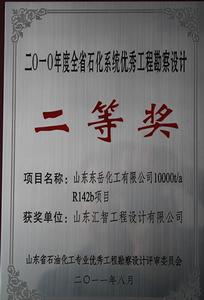 二〇一〇年度全省石化系统优秀工程勘察设计
二等奖
项目名称：山东东岳化工有限公司10000t/a
R142b项目
获奖单位：山东汇智工程设计有限公司
山东省石油化工专业优秀工程勘察设计评审委员会
二〇一一年八月